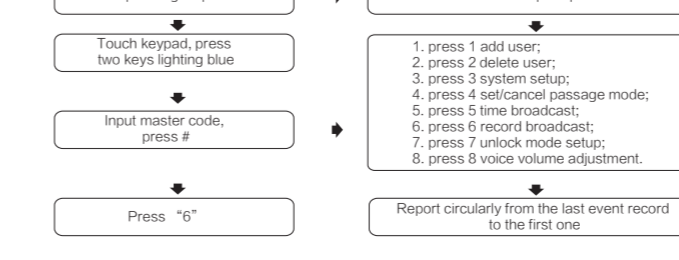 Touch keypad, press
two keys lighting blue
Input master code,
press #
Press “6”
1. press 1 add user;
2. press 2 delete user;
3. press 3 system setup;
4. press 4 set/cancel passage mode;
5. press 5 time broadcast;
6. press 6 record broadcast;
7. press 7 unlock mode setup;
8. press 8 voice volume adjustment.
Report circularly from the last event record
to the first one